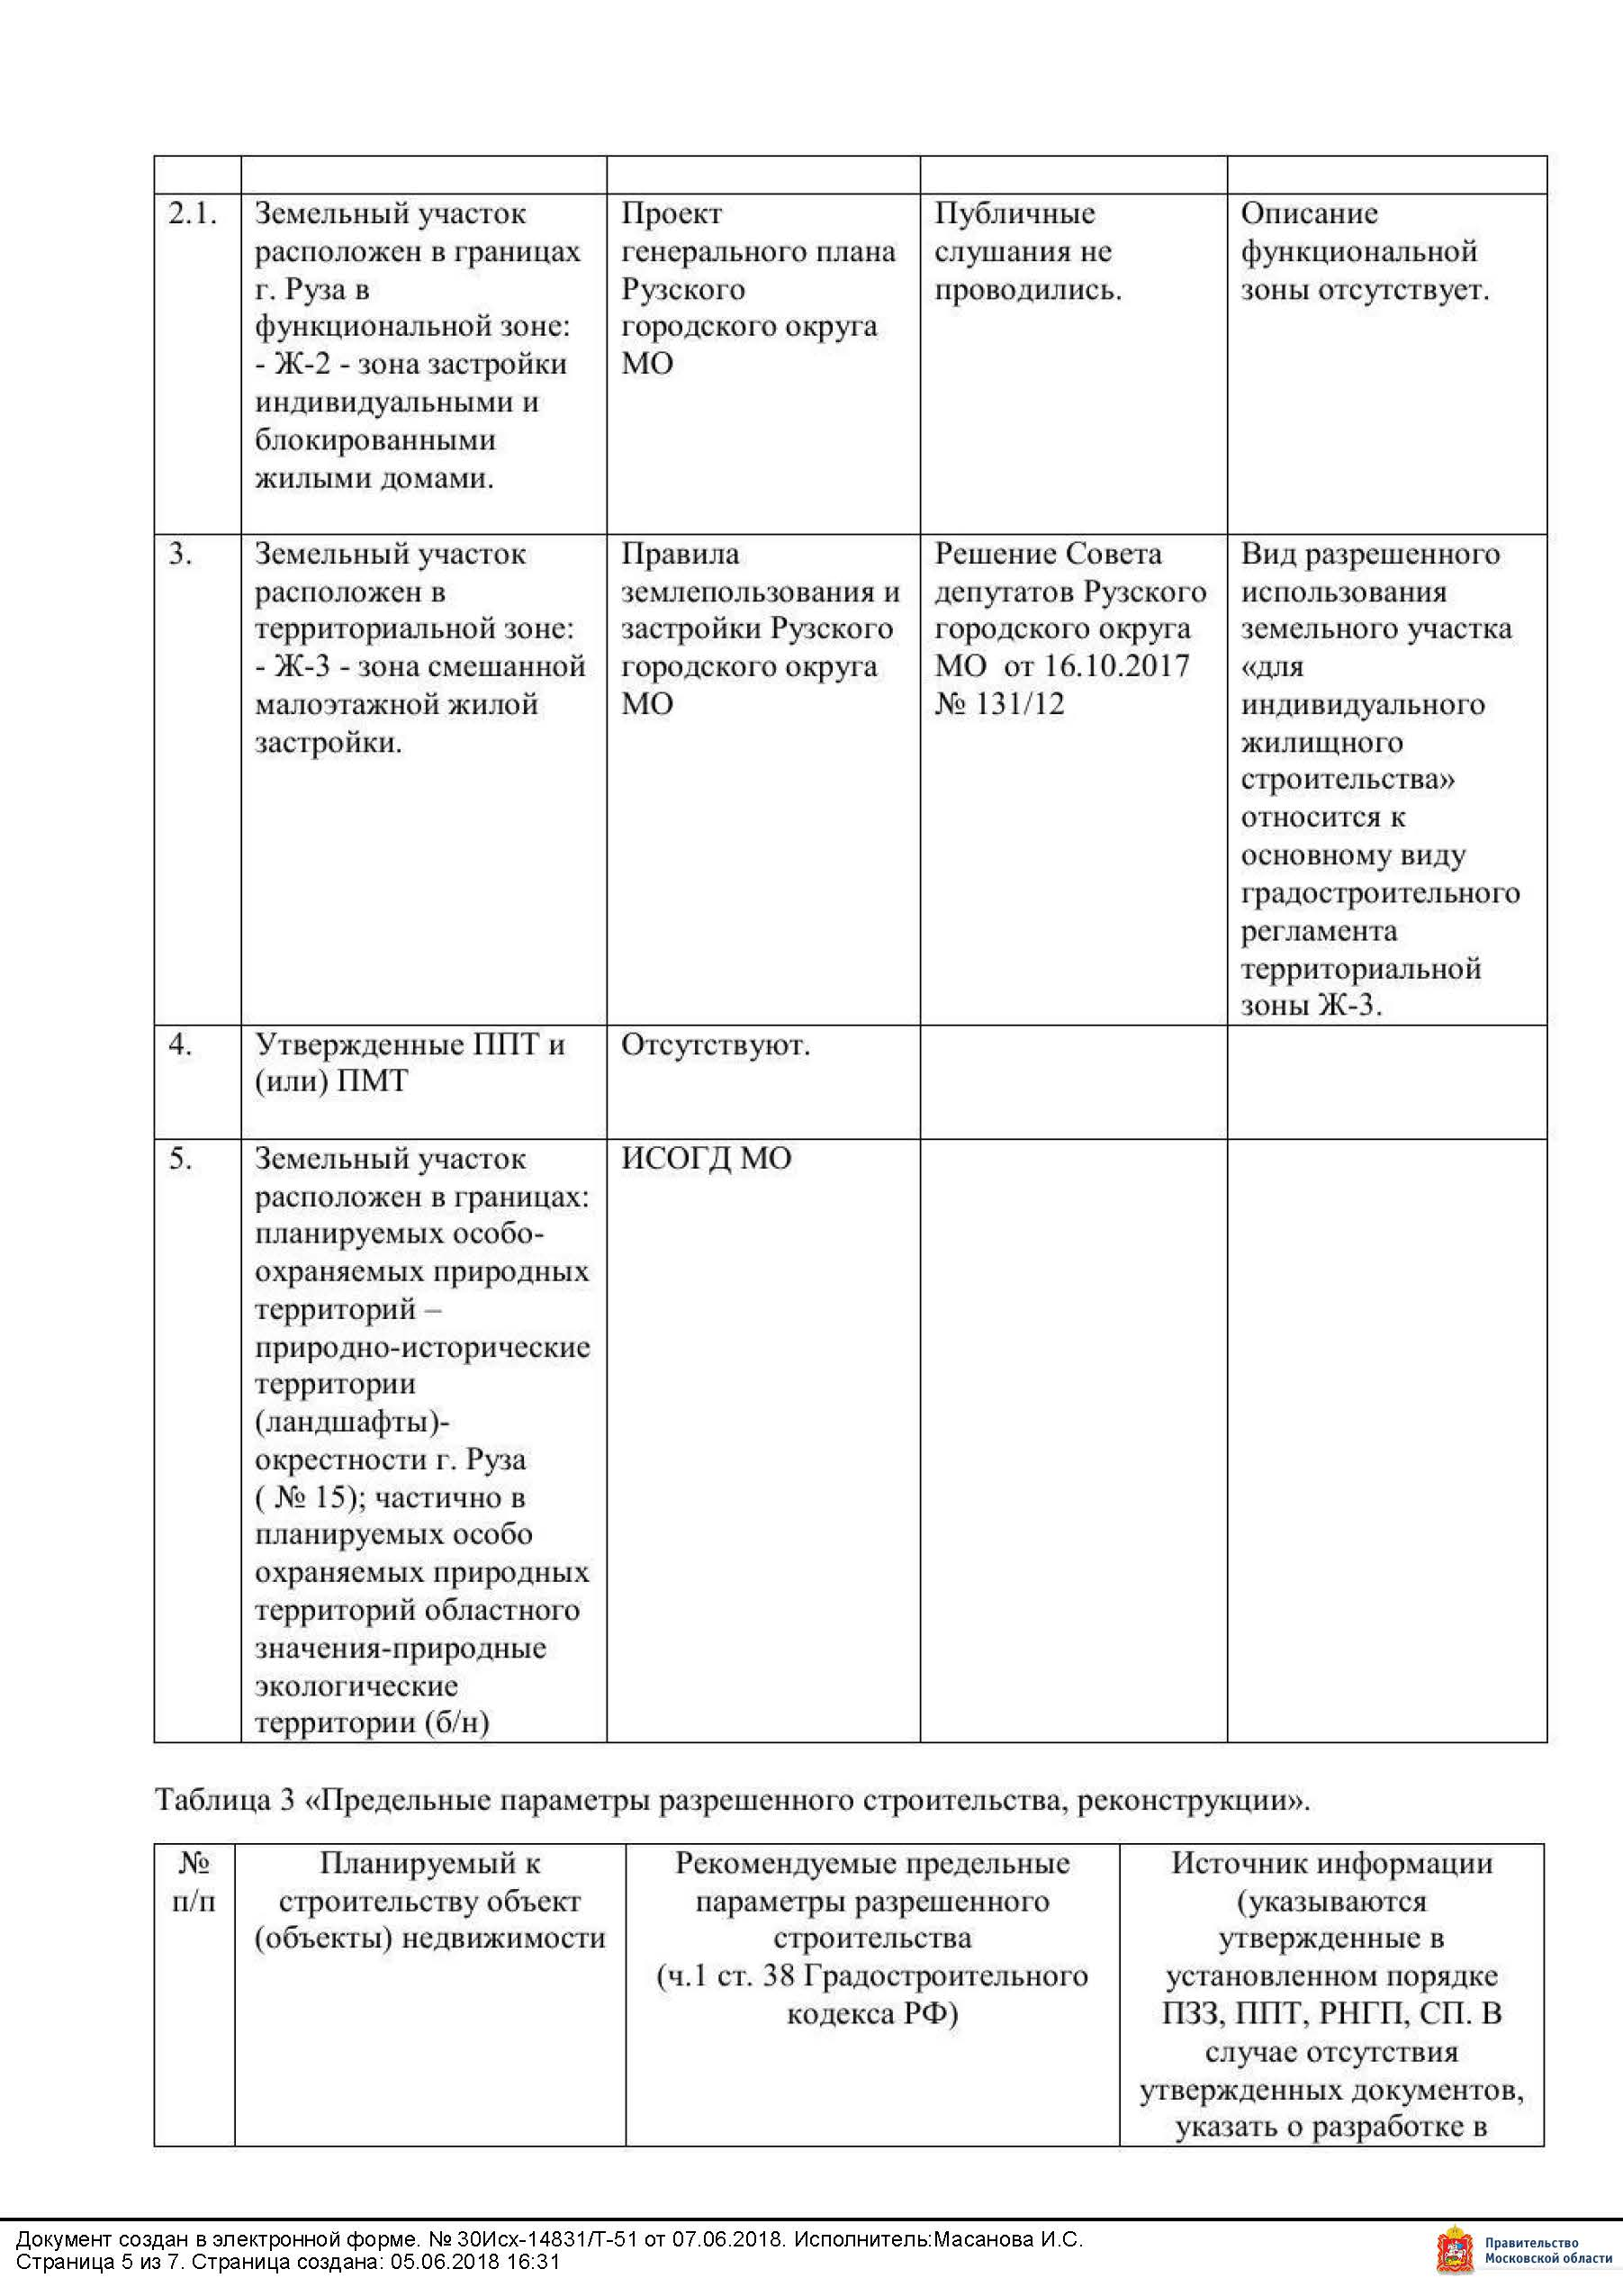 2.1.
Земельный участок
расположен в границах
г. Руза в
функциональной зоне:
- Ж-2 - зона застройки
индивидуальными и
блокированными
жилыми домами.
Проект
генерального плана
Рузского
городского округа
МО
Публичные
слушания не
проводились.
Описание
функциональной
зоны отсутствует.
3.
Земельный участок
расположен в
территориальной зоне:
- Ж-3 - зона смешанной
малоэтажной жилой
застройки.
Правила
землепользования и
застройки Рузского
городского округа
МО
Решение Совета
депутатов Рузского
городского округа
МО от 16.10.2017
№ 131/12
Вид разрешенного
использования
земельного участка
«для
индивидуального
жилищного
строительства»
относится к
основному виду
градостроительного
регламента
территориальной
зоны Ж-3.
4.
Утвержденные ППТ и
(или) ПМТ
Отсутствуют.
5.
Земельный участок
расположен в границах:
планируемых особо-
охраняемых природных
территорий –
природно-исторические
территории
(ландшафты)-
окрестности г. Руза
( № 15); частично в
планируемых особо
охраняемых природных
территорий областного
значения-природные
экологические
территории (б/н)
ИСОГД МО
Таблица 3 «Предельные параметры разрешенного строительства, реконструкции».
№
п/п
Планируемый к
строительству объект
(объекты) недвижимости
Рекомендуемые предельные
параметры разрешенного
строительства
(ч.1 ст. 38 Градостроительного
кодекса РФ)
Источник информации
(указываются
утвержденные в
установленном порядке
ПЗЗ, ППТ, РНГП, СП. В
случае отсутствия
утвержденных документов,
указать о разработке в
Документ создан в электронной форме. № 30Исх-14831/Т-51 от 07.06.2018. Исполнитель:Масанова И.С.
Страница 5 из 7. Страница создана: 05.06.2018 16:31
Правительство
Московской области